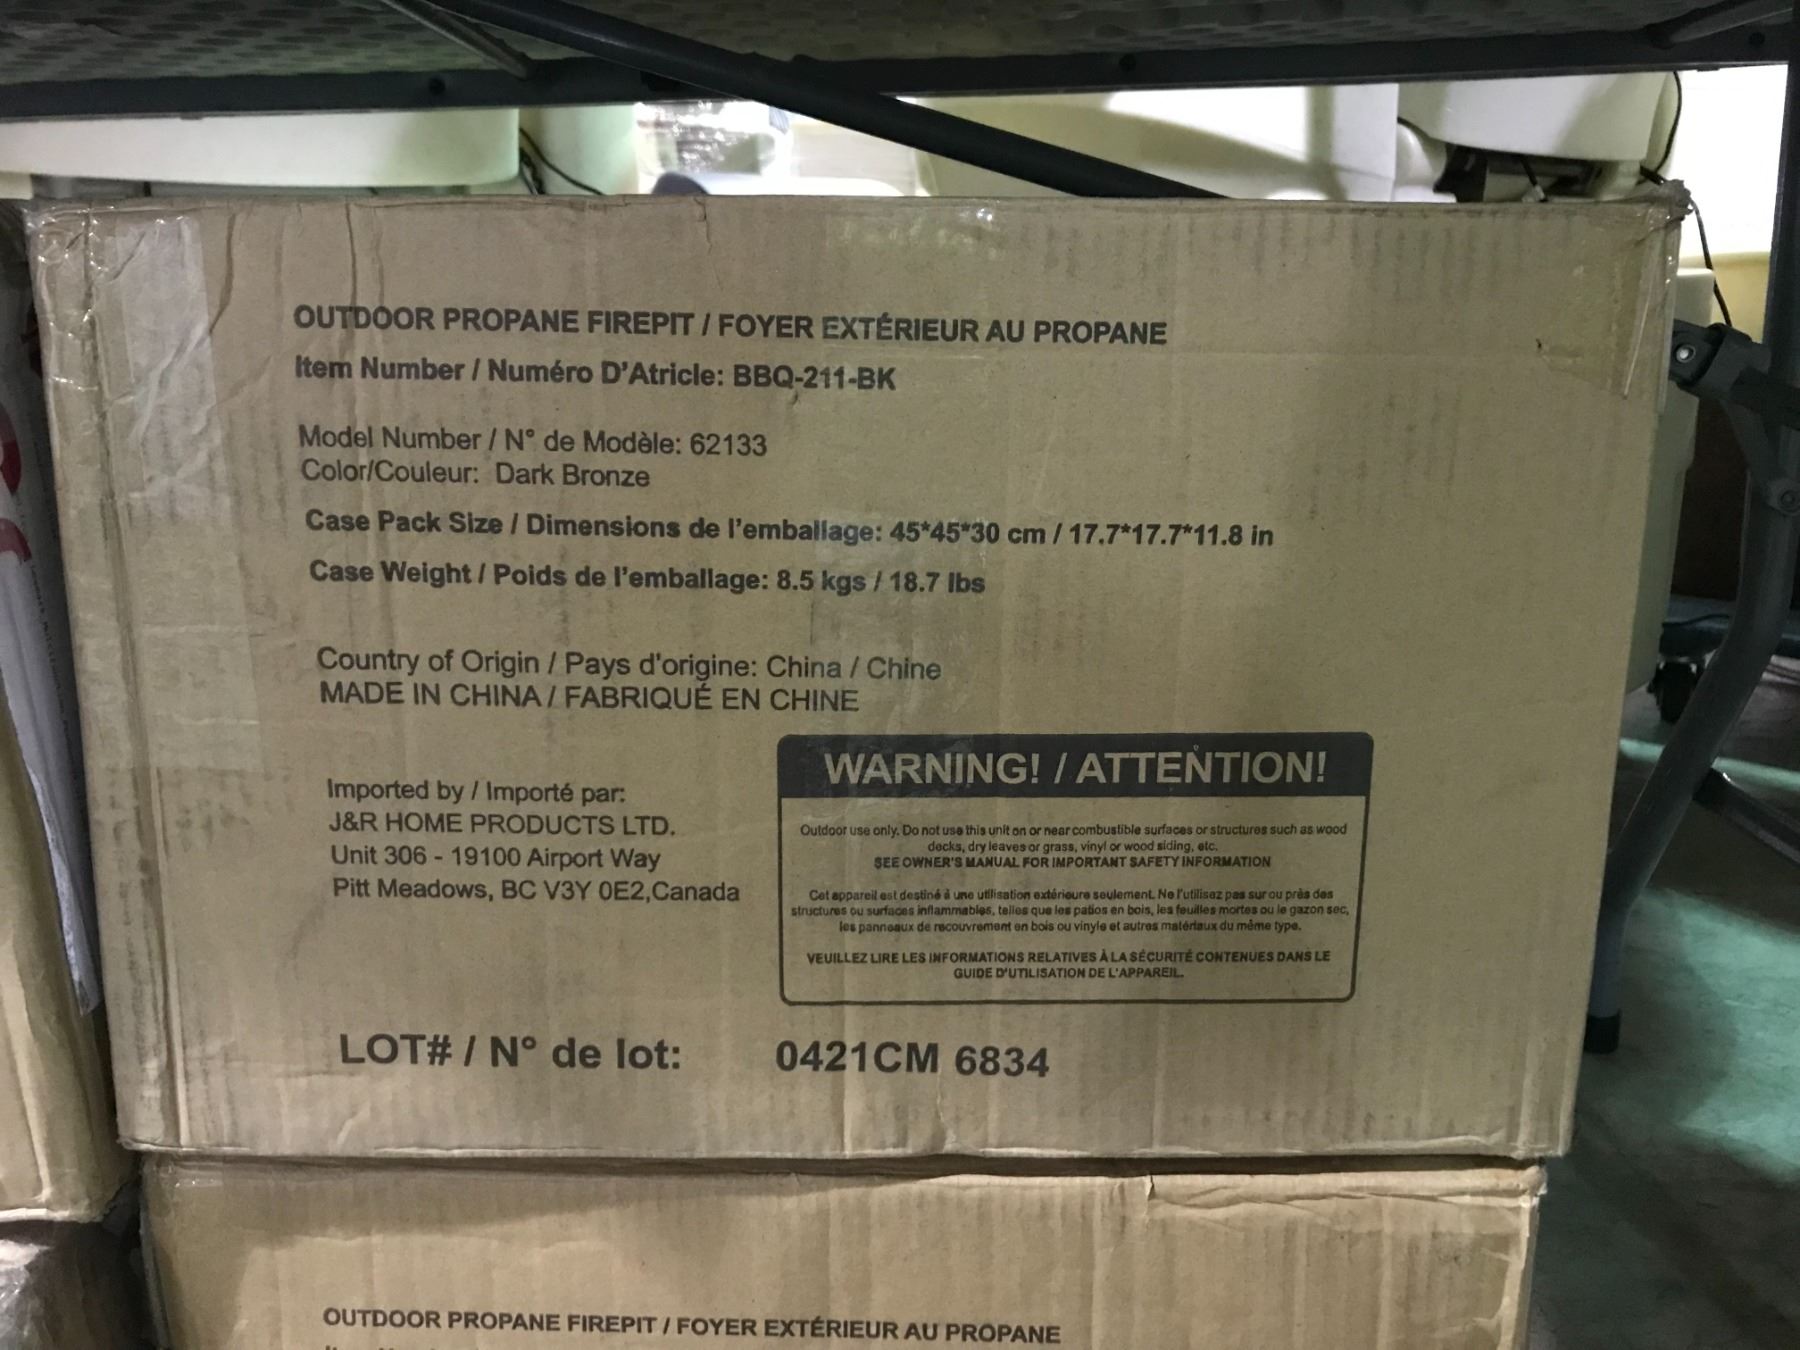 OUTDOOR PROPANE FIREPIT / FOYER EXTÉRIEUR AU PROPANE
Item Number / Numéro D'Atricle: BBQ-211-BK
Model Number / N° de Modèle: 62133
Color/Couleur: Dark Bronze
Case Pack Size / Dimensions de l'emballage: 45*45*30 cm / 17.7*17.7*11.8 in
Case Weight / Poids de l'emballage: 8.5 kgs / 18.7 lbs
Country of Origin / Pays d'origine: China / Chine
MADE IN CHINA / FABRIQUÉ EN CHINE
Imported by / Importé par:
J&R HOME PRODUCTS LTD.
Unit 306 - 19100 Airport Way
Pitt Meadows, BC V3Y 0E2,Canada
WARNING! / ATTENTION!
Outdoor use only. Do not use this unit on or near combustible surfaces or structures such as wood
decks, dry leaves or grass, vinyl or wood siding, etc.
SEE OWNER'S MANUAL FOR IMPORTANT SAFETY INFORMATION
Cet appareil est destiné à une utilisation extérieure seulement. Ne l'utilisez pas sur ou près des
structures ou surfaces inflammables, telles que les patios en bois, les feuilles mortes ou le gazon sec,
les panneaux de recouvrement en bois ou vinyle et autres matériaux du même type.
VEUILLEZ LIRE LES INFORMATIONS RELATIVES À LA SÉCURITÉ CONTENUES DANS LE
GUIDE D'UTILISATION DE L'APPAREIL.
LOT# / N° de lot: 0421CM 6834
OUTDOOR PROPANE FIREPIT / FOYER EXTÉRIEUR AU PROPANE